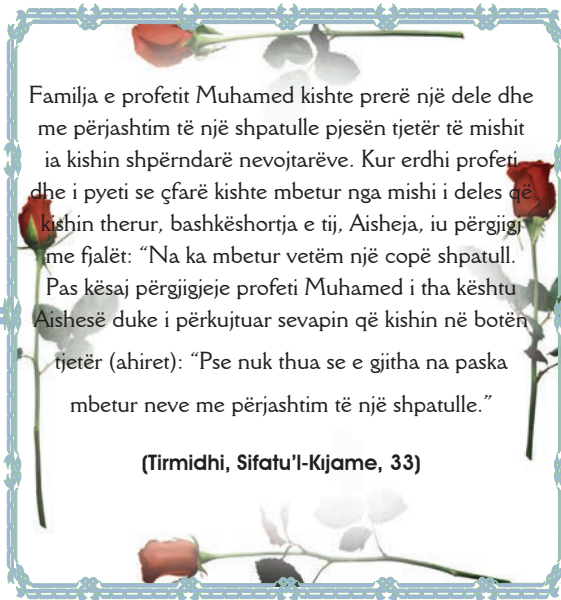 Familja e profetit Muhamed kishte prerë një dele dhe
me përjashtim të një shpatulle pjesën tjetër të mishit
ia kishin shpërndarë nevojtarëve. Kur erdhi profeti
dhe i pyeti se çfarë kishte mbetur nga mishi i deles që
kishin therur, bashkëshortja e tij, Aisheja, iu përgjigj
me fjalët: “Na ka mbetur vetëm një copë shpatull.
Pas kësaj përgjigjeje profeti Muhamed i tha kështu
Aishesë duke i përkujtuar sevapin që kishin në botën
tjetër (ahiret): “Pse nuk thua se e gjitha na paska
mbetur neve me përjashtim të një shpatulle.”
(Tirmidhi, Sifatu’l-Kıjame, 33)